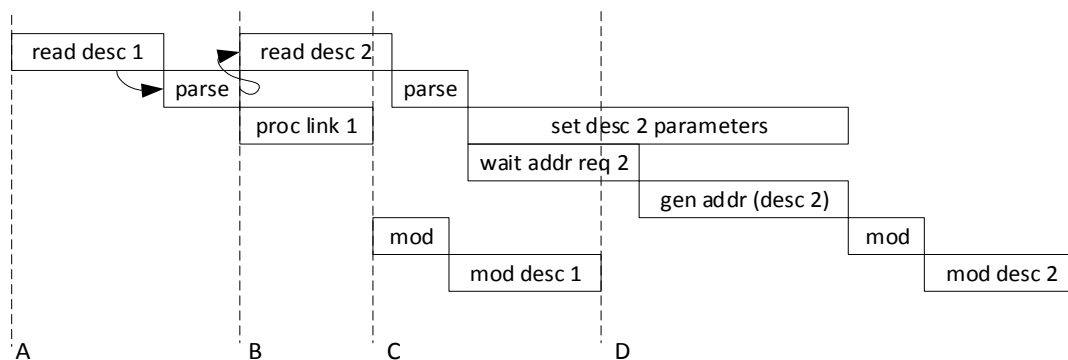 read desc 1
read desc 2
parse
parse
proc link 1
set desc 2 parameters
wait addr req 2
gen addr (desc 2)
mod
mod
mod desc 1
mod desc 2
A
B
C
D